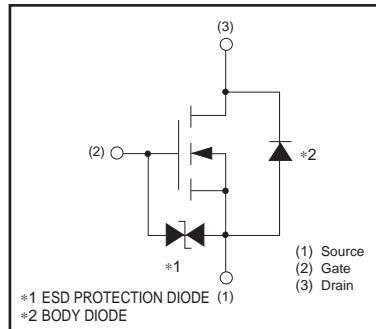 (3)
(2)
∗2
∗1
(1)
(1) Source
(2) Gate
(3) Drain
∗1 ESD PROTECTION DIODE
∗2 BODY DIODE